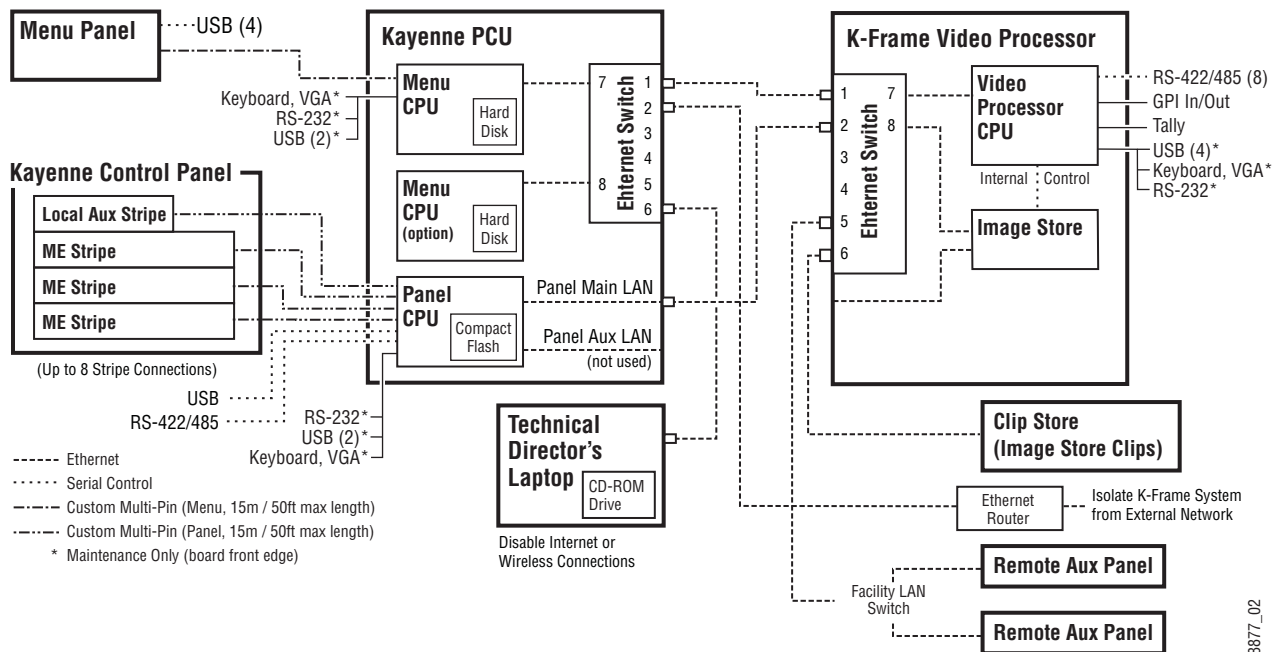 Menu Panel
USB (4)
Kayenne PCU
Menu
CPU
Hard
Disk
Keyboard, VGA*
RS-232*
USB (2)*
7
1
2
3
4
5
6
8
Ehternet Switch
Menu
CPU
(option)
Hard
Disk
Kayenne Control Panel
Local Aux Stripe
ME Stripe
ME Stripe
ME Stripe
(Up to 8 Stripe Connections)
Panel
CPU
Compact
Flash
Panel Main LAN
Panel Aux LAN
(not used)
USB
RS-422/485
RS-232*
USB (2)*
Keyboard, VGA*
K-Frame Video Processor
1
2
3
4
5
6
7
8
Ehternet Switch
Video
Processor
CPU
Internal
Control
Image Store
RS-422/485 (8)
GPI In/Out
Tally
USB (4)*
Keyboard, VGA*
RS-232*
Technical
Director's
Laptop
CD-ROM
Drive
Disable Internet or
Wireless Connections
Clip Store
(Image Store Clips)
Ethernet
Router
Isolate K-Frame System
from External Network
Remote Aux Panel
Facility LAN
Switch
Remote Aux Panel
Ethernet
Serial Control
Custom Multi-Pin (Menu, 15m / 50ft max length)
Custom Multi-Pin (Panel, 15m / 50ft max length)
* Maintenance Only (board front edge)
8877_02